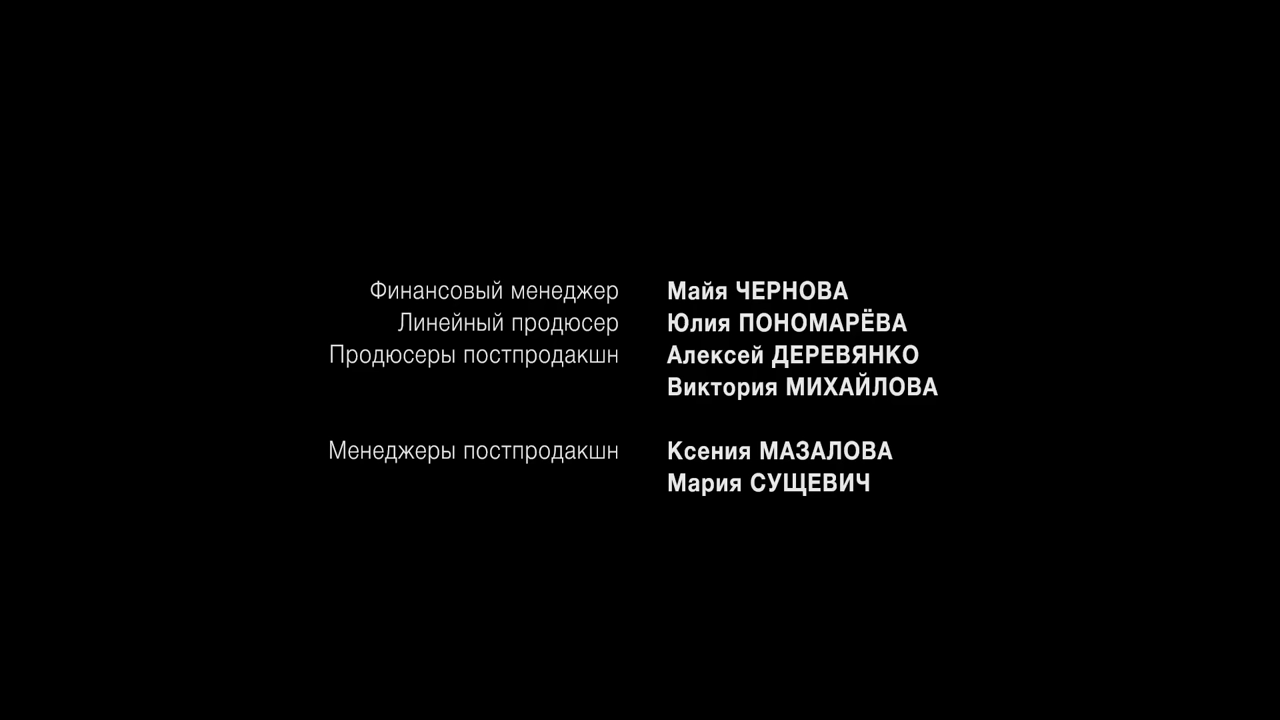 Финансовый менеджер Майя ЧЕРНОВА
Линейный продюсер Юлия ПОНОМАРЁВА
Продюсеры постпродакшн Алексей ДЕРЕВЯНКО
Виктория МИХАЙЛОВА
Менеджеры постпродакшн Ксения МАЗАЛОВА
Мария СУЩЕВИЧ